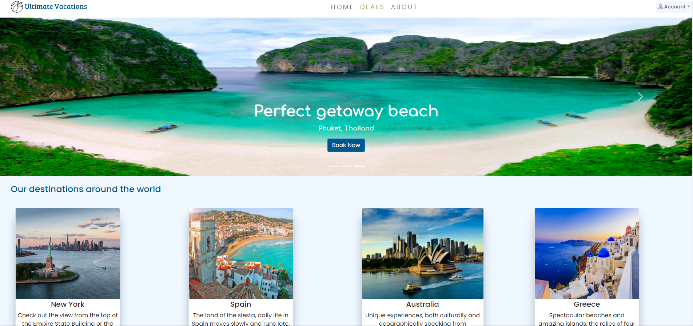 Ultimate Vacations
HOME DEALS ABOUT
Account
Perfect getaway beach
Phuket, Thailand
Book Now
Our destinations around the world
New York
Check out the view from the top of
the Empire State Building or the
Spain
The land of the siesta, daily life in
Spain moves slowly and runs late,
Australia
Unique experiences, both culturally and
geographically speaking from
Greece
Spectacular beaches and
amazing islands, the relics of four